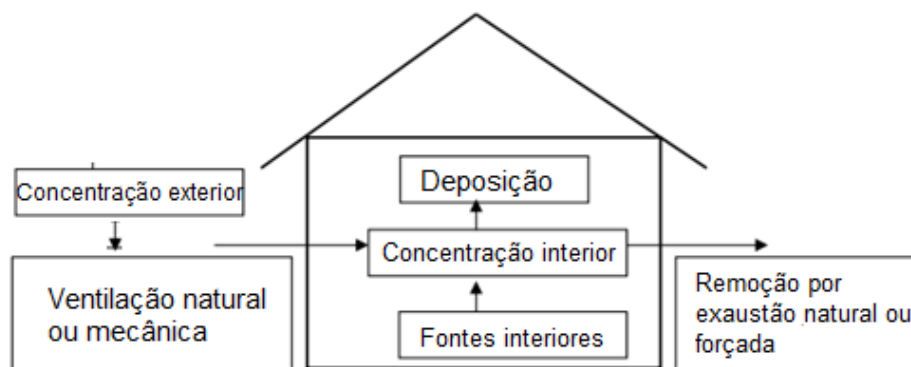 Concentração exterior
Ventilação natural
ou mecânica
Deposição
Concentração interior
Fontes interiores
Remoção por
exaustão natural ou
forçada